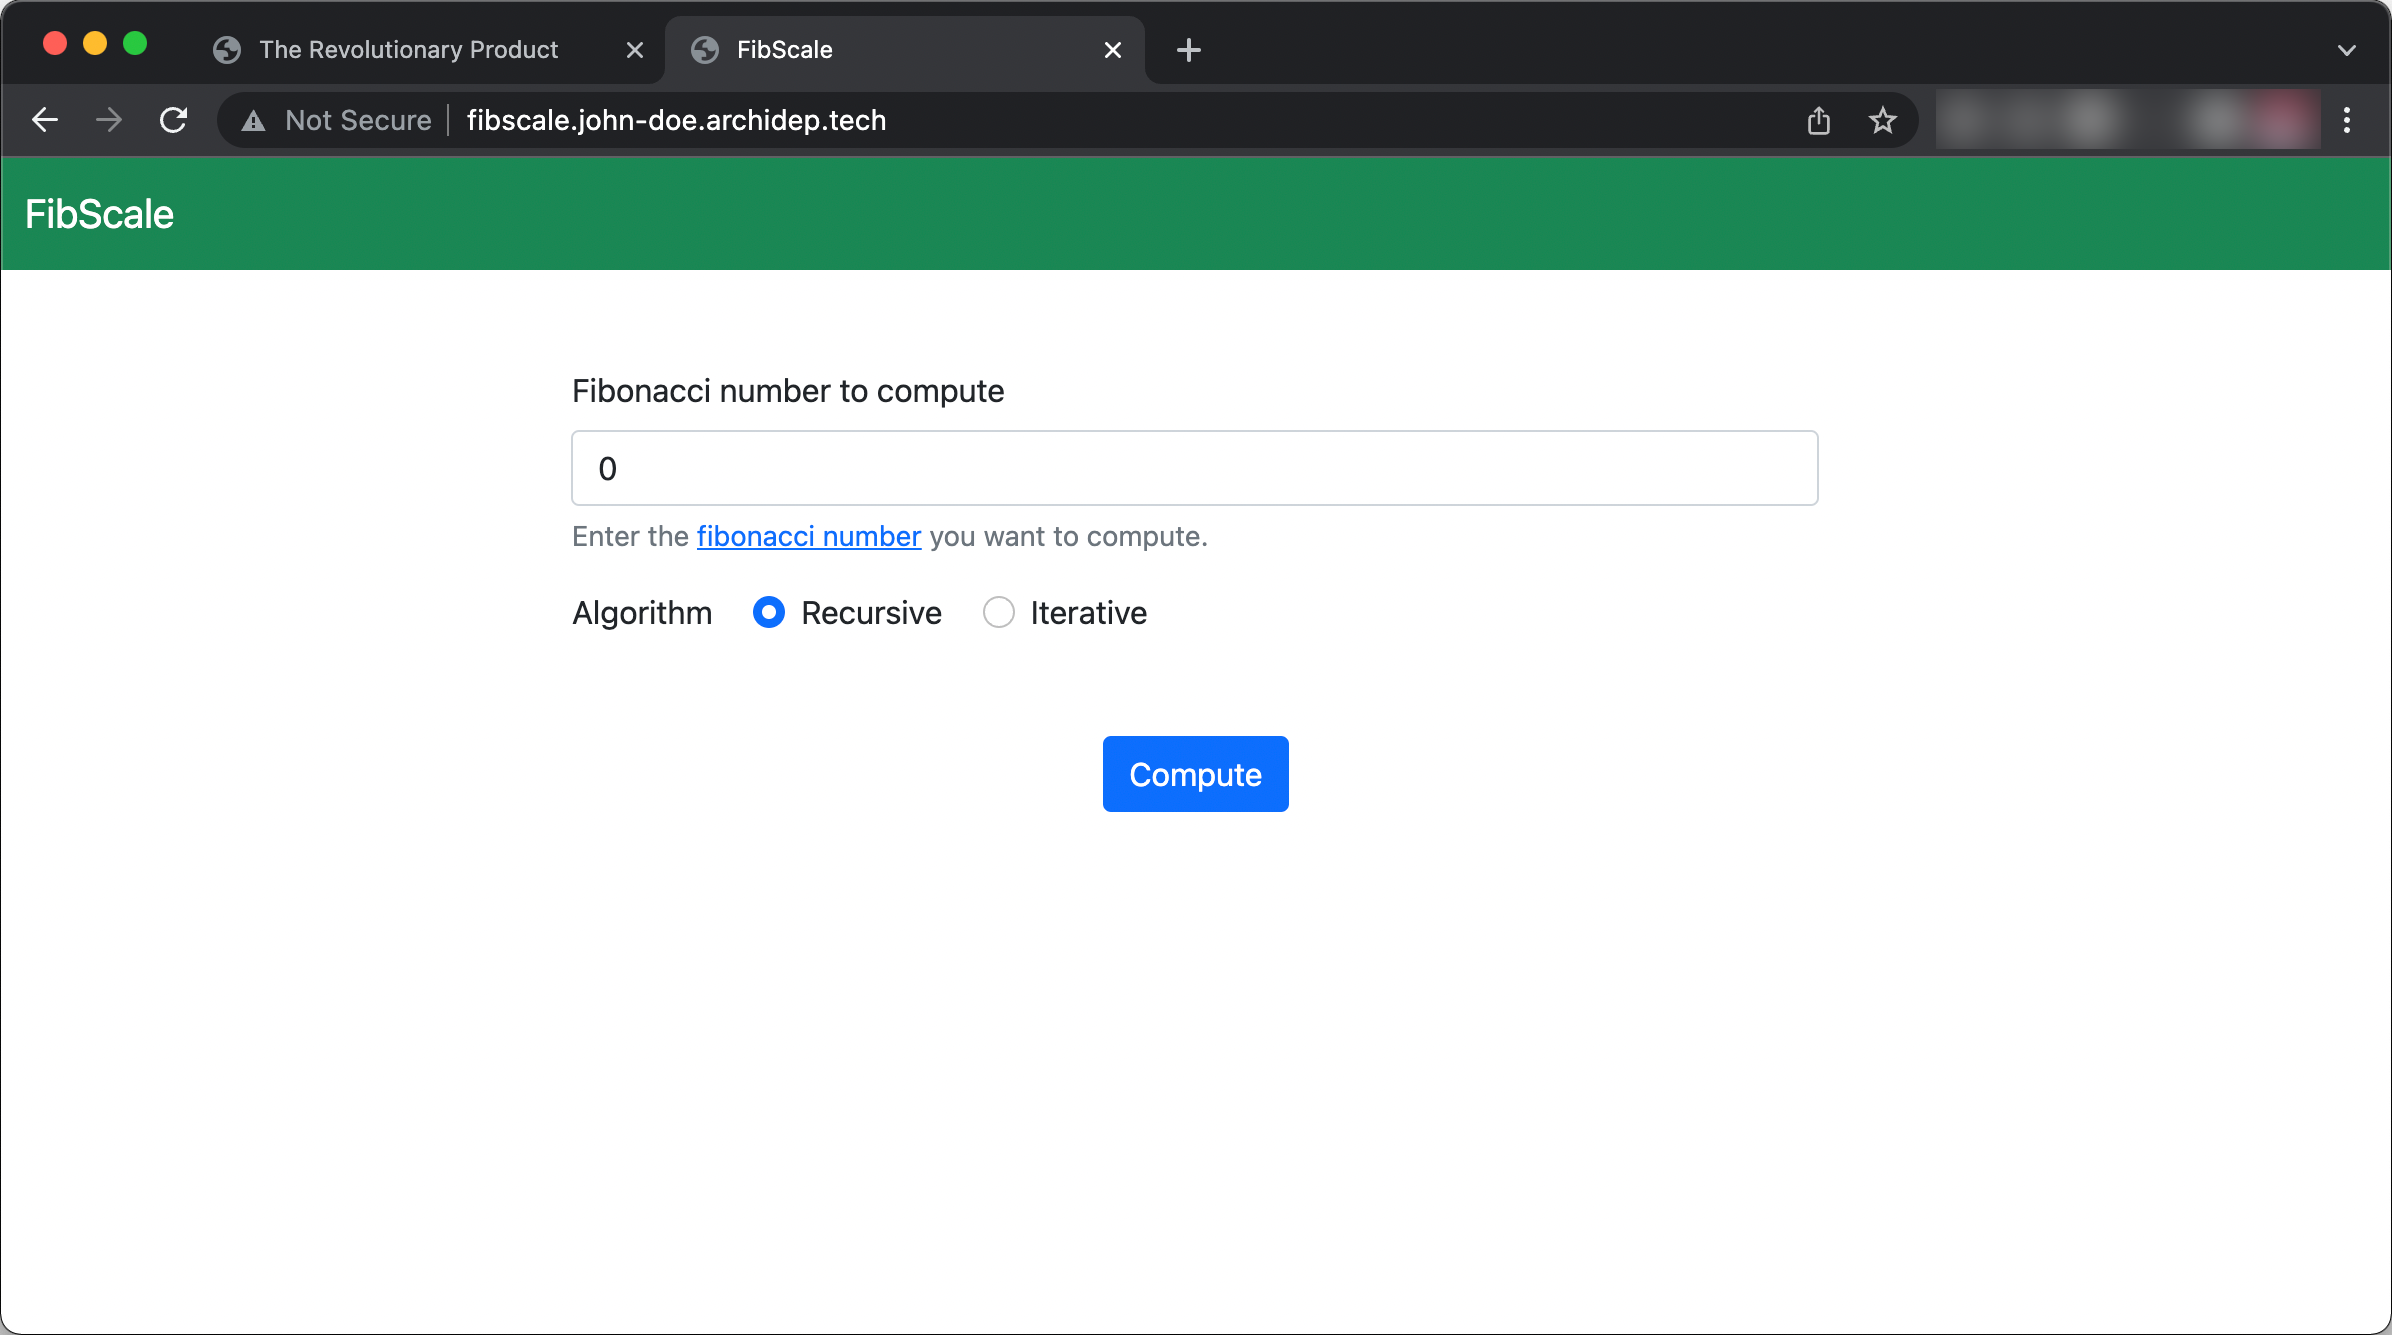 The Revolutionary Product
FibScale
Not Secure
fibscale.john-doe.archidep.tech
FibScale
Fibonacci number to compute
0
Enter the fibonacci number you want to compute.
Algorithm Recursive Iterative
Compute